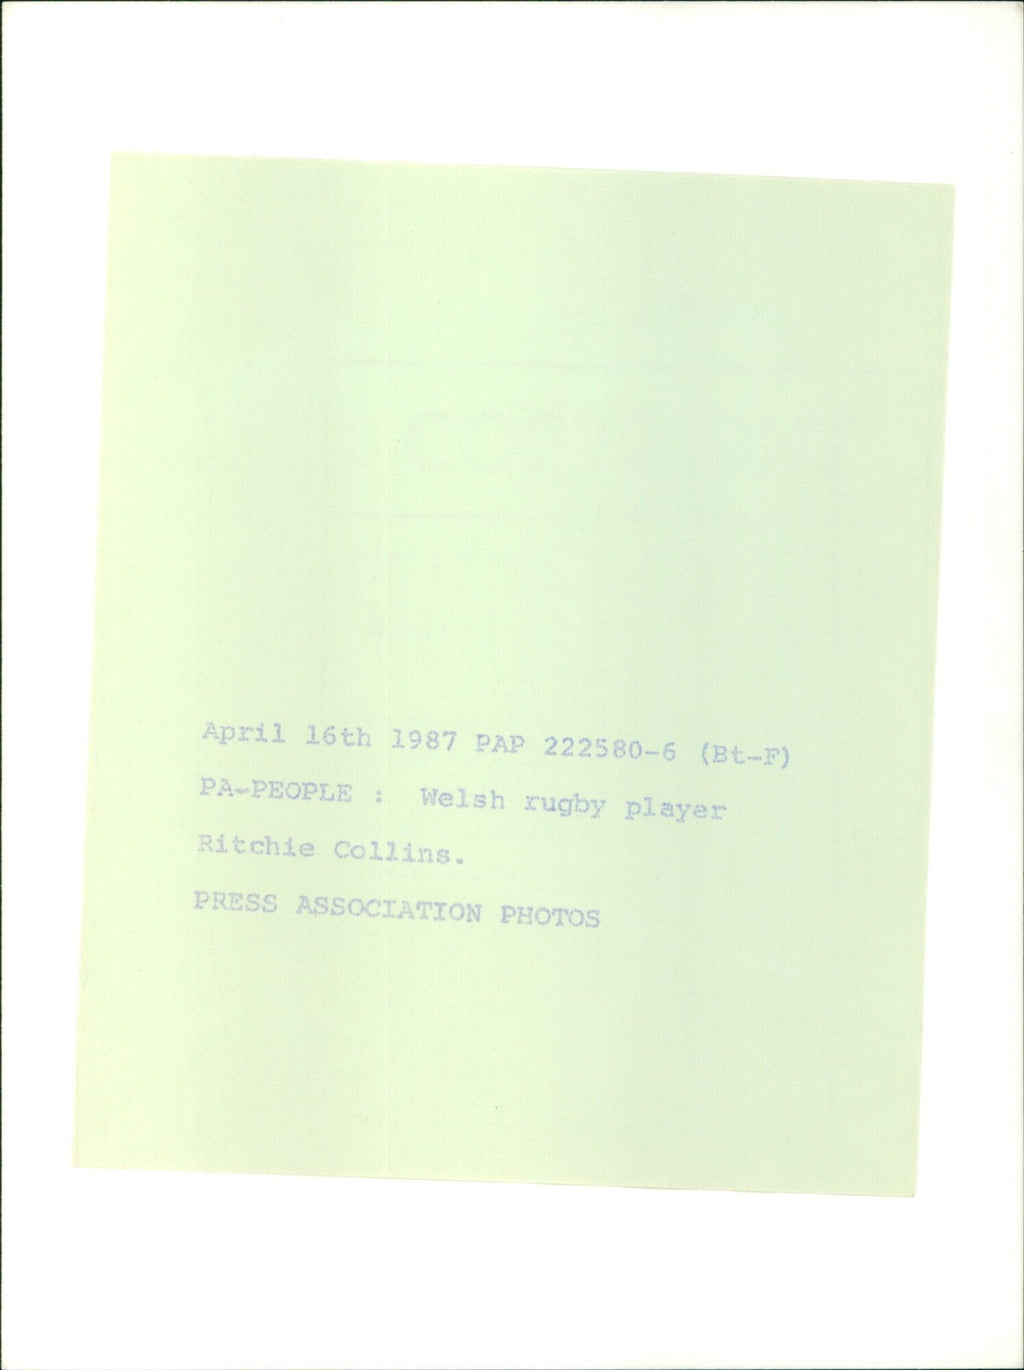 April 16th 1987 PAP 222580-6 (Bt-F)
PA-PEOPLE :  Welsh rugby player
Ritchie Collins.
PRESS ASSOCIATION PHOTOS